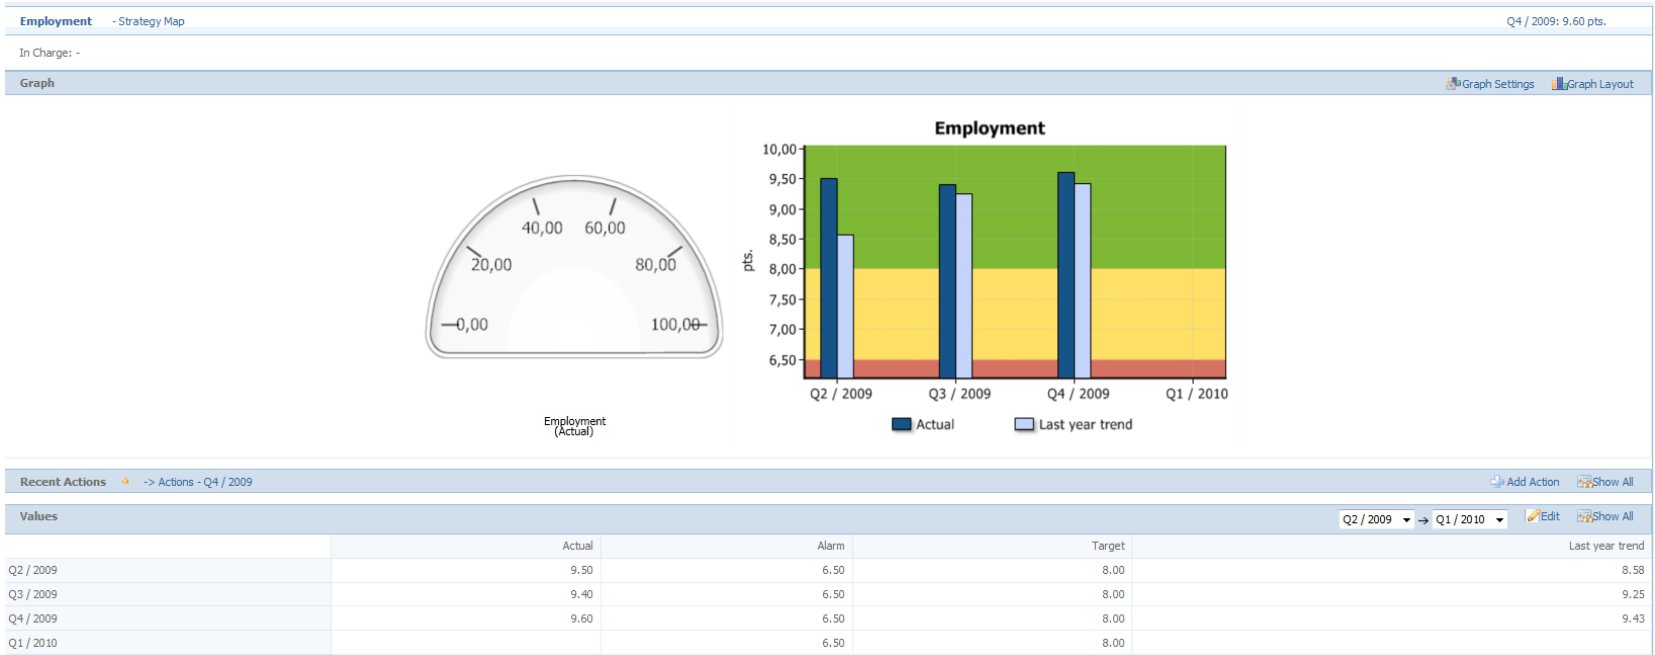 Employment - Strategy Map Q4 / 2009: 9.60 pts.
In Charge: -
Graph Graph Settings Graph Layout
Employment
10,00
9,50
9,00
8,50
8,00
7,50
7,00
6,50
pts.
Q2 / 2009 Q3 / 2009 Q4 / 2009 Q1 / 2010
Actual Last year trend
40,00 60,00
20,00 80,00
0,00 100,00
Employment
(Actual)
Recent Actions -> Actions - Q4 / 2009 Add Action Show All
Values Q2 / 2009 → Q1 / 2010 Edit Show All
Actual Alarm Target Last year trend
Q2 / 2009 9.50 6.50 8.00 8.58
Q3 / 2009 9.40 6.50 8.00 9.25
Q4 / 2009 9.60 6.50 8.00 9.43
Q1 / 2010 6.50 8.00